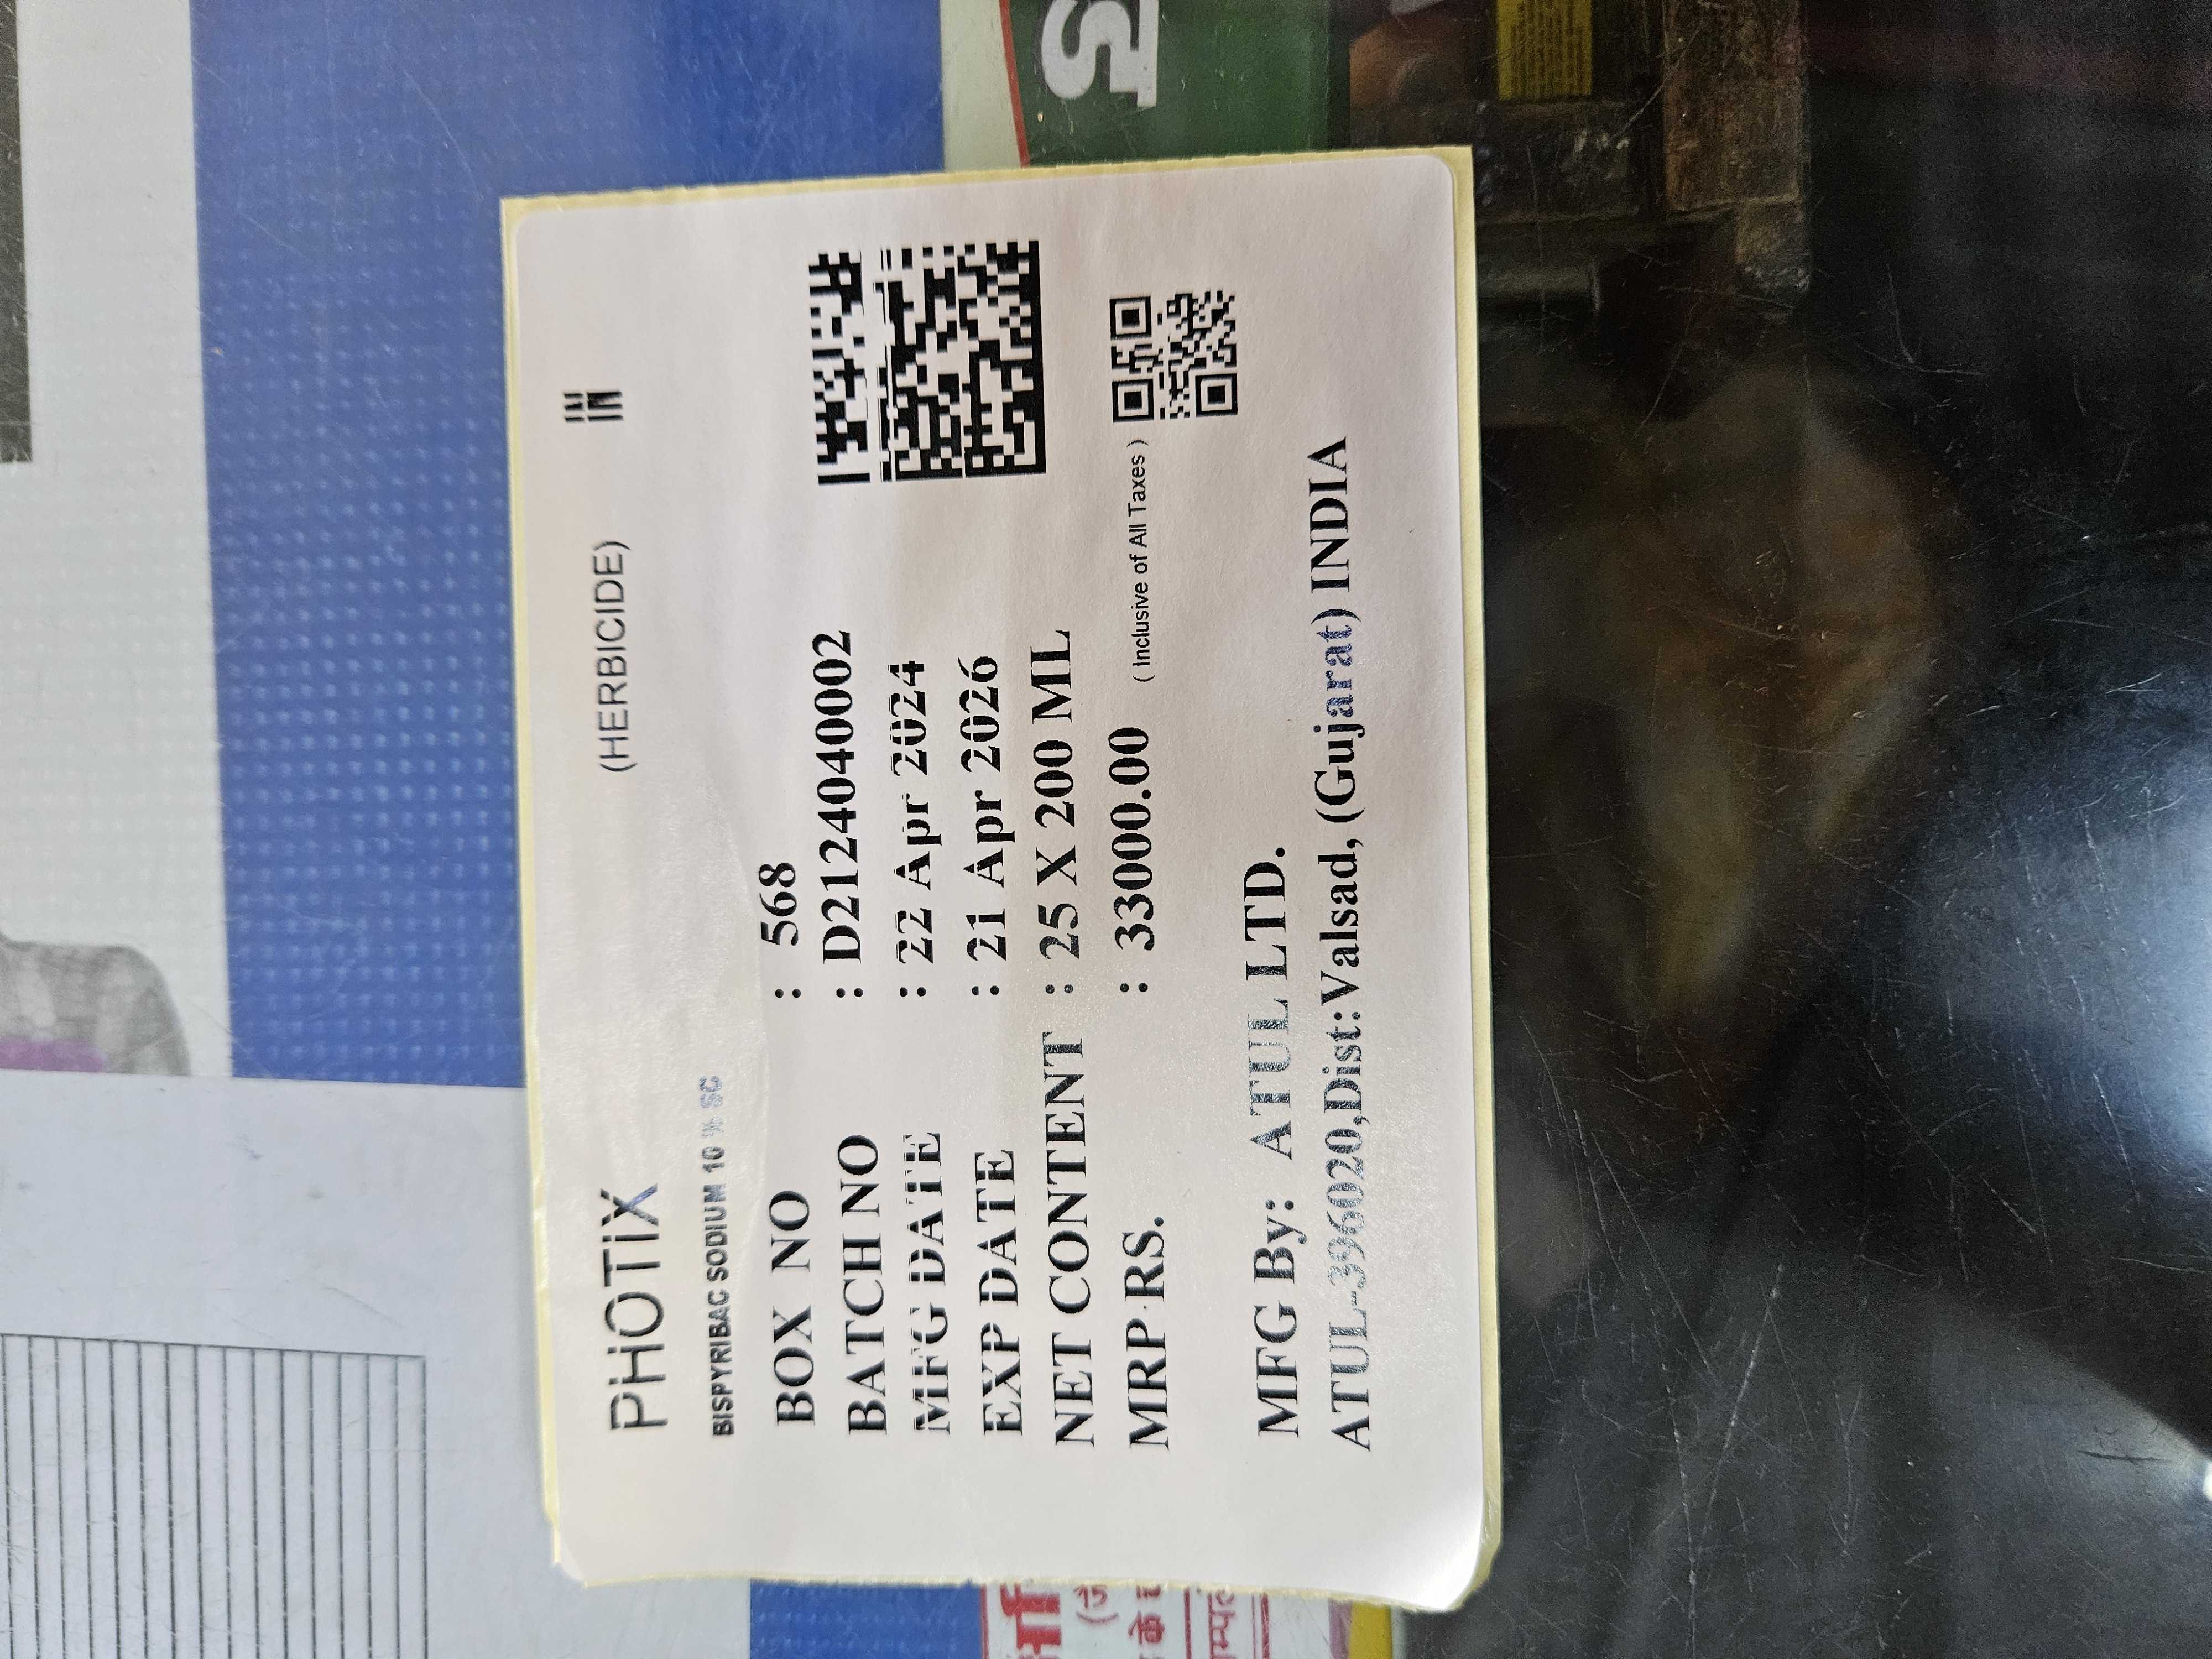 PHOTIX (HERBICIDE) IN
BISPYRIBAC SODIUM 10 % SC
BOX NO : 568
BATCH NO : D2124040002
MFG DATE : 22 Apr 2024
EXP DATE : 21 Apr 2026
NET CONTENT : 25 X 200 ML
MRP RS. : 33000.00 ( Inclusive of All Taxes )
MFG By: ATUL LTD.
ATUL-396020,Dist:Valsad, (Gujarat) INDIA